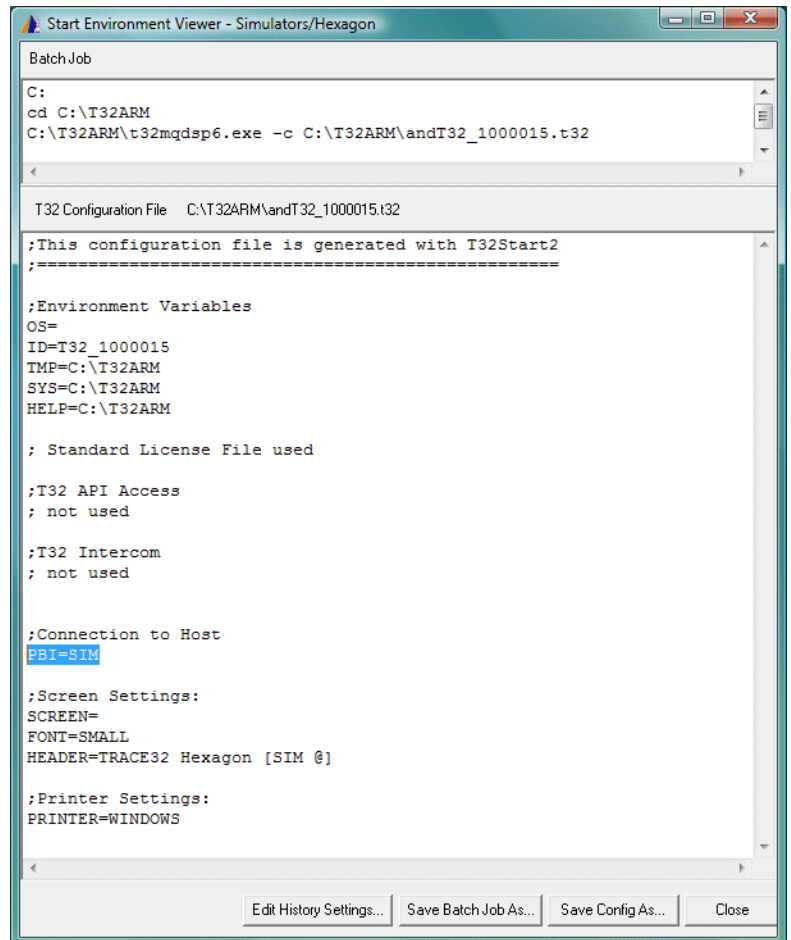 Start Environment Viewer - Simulators/Hexagon
Batch Job
C:
cd C:\T32ARM
C:\T32ARM\t32mqdsp6.exe -c C:\T32ARM\andT32_1000015.t32
T32 Configuration File C:\T32ARM\andT32_1000015.t32
;This configuration file is generated with T32Start2
;===================================================
;Environment Variables
OS=
ID=T32_1000015
TMP=C:\T32ARM
SYS=C:\T32ARM
HELP=C:\T32ARM
; Standard License File used
;T32 API Access
; not used
;T32 Intercom
; not used
;Connection to Host
PBI=SIM
;Screen Settings:
SCREEN=
FONT=SMALL
HEADER=TRACE32 Hexagon [SIM @]
;Printer Settings:
PRINTER=WINDOWS
Edit History Settings... Save Batch Job As... Save Config As... Close